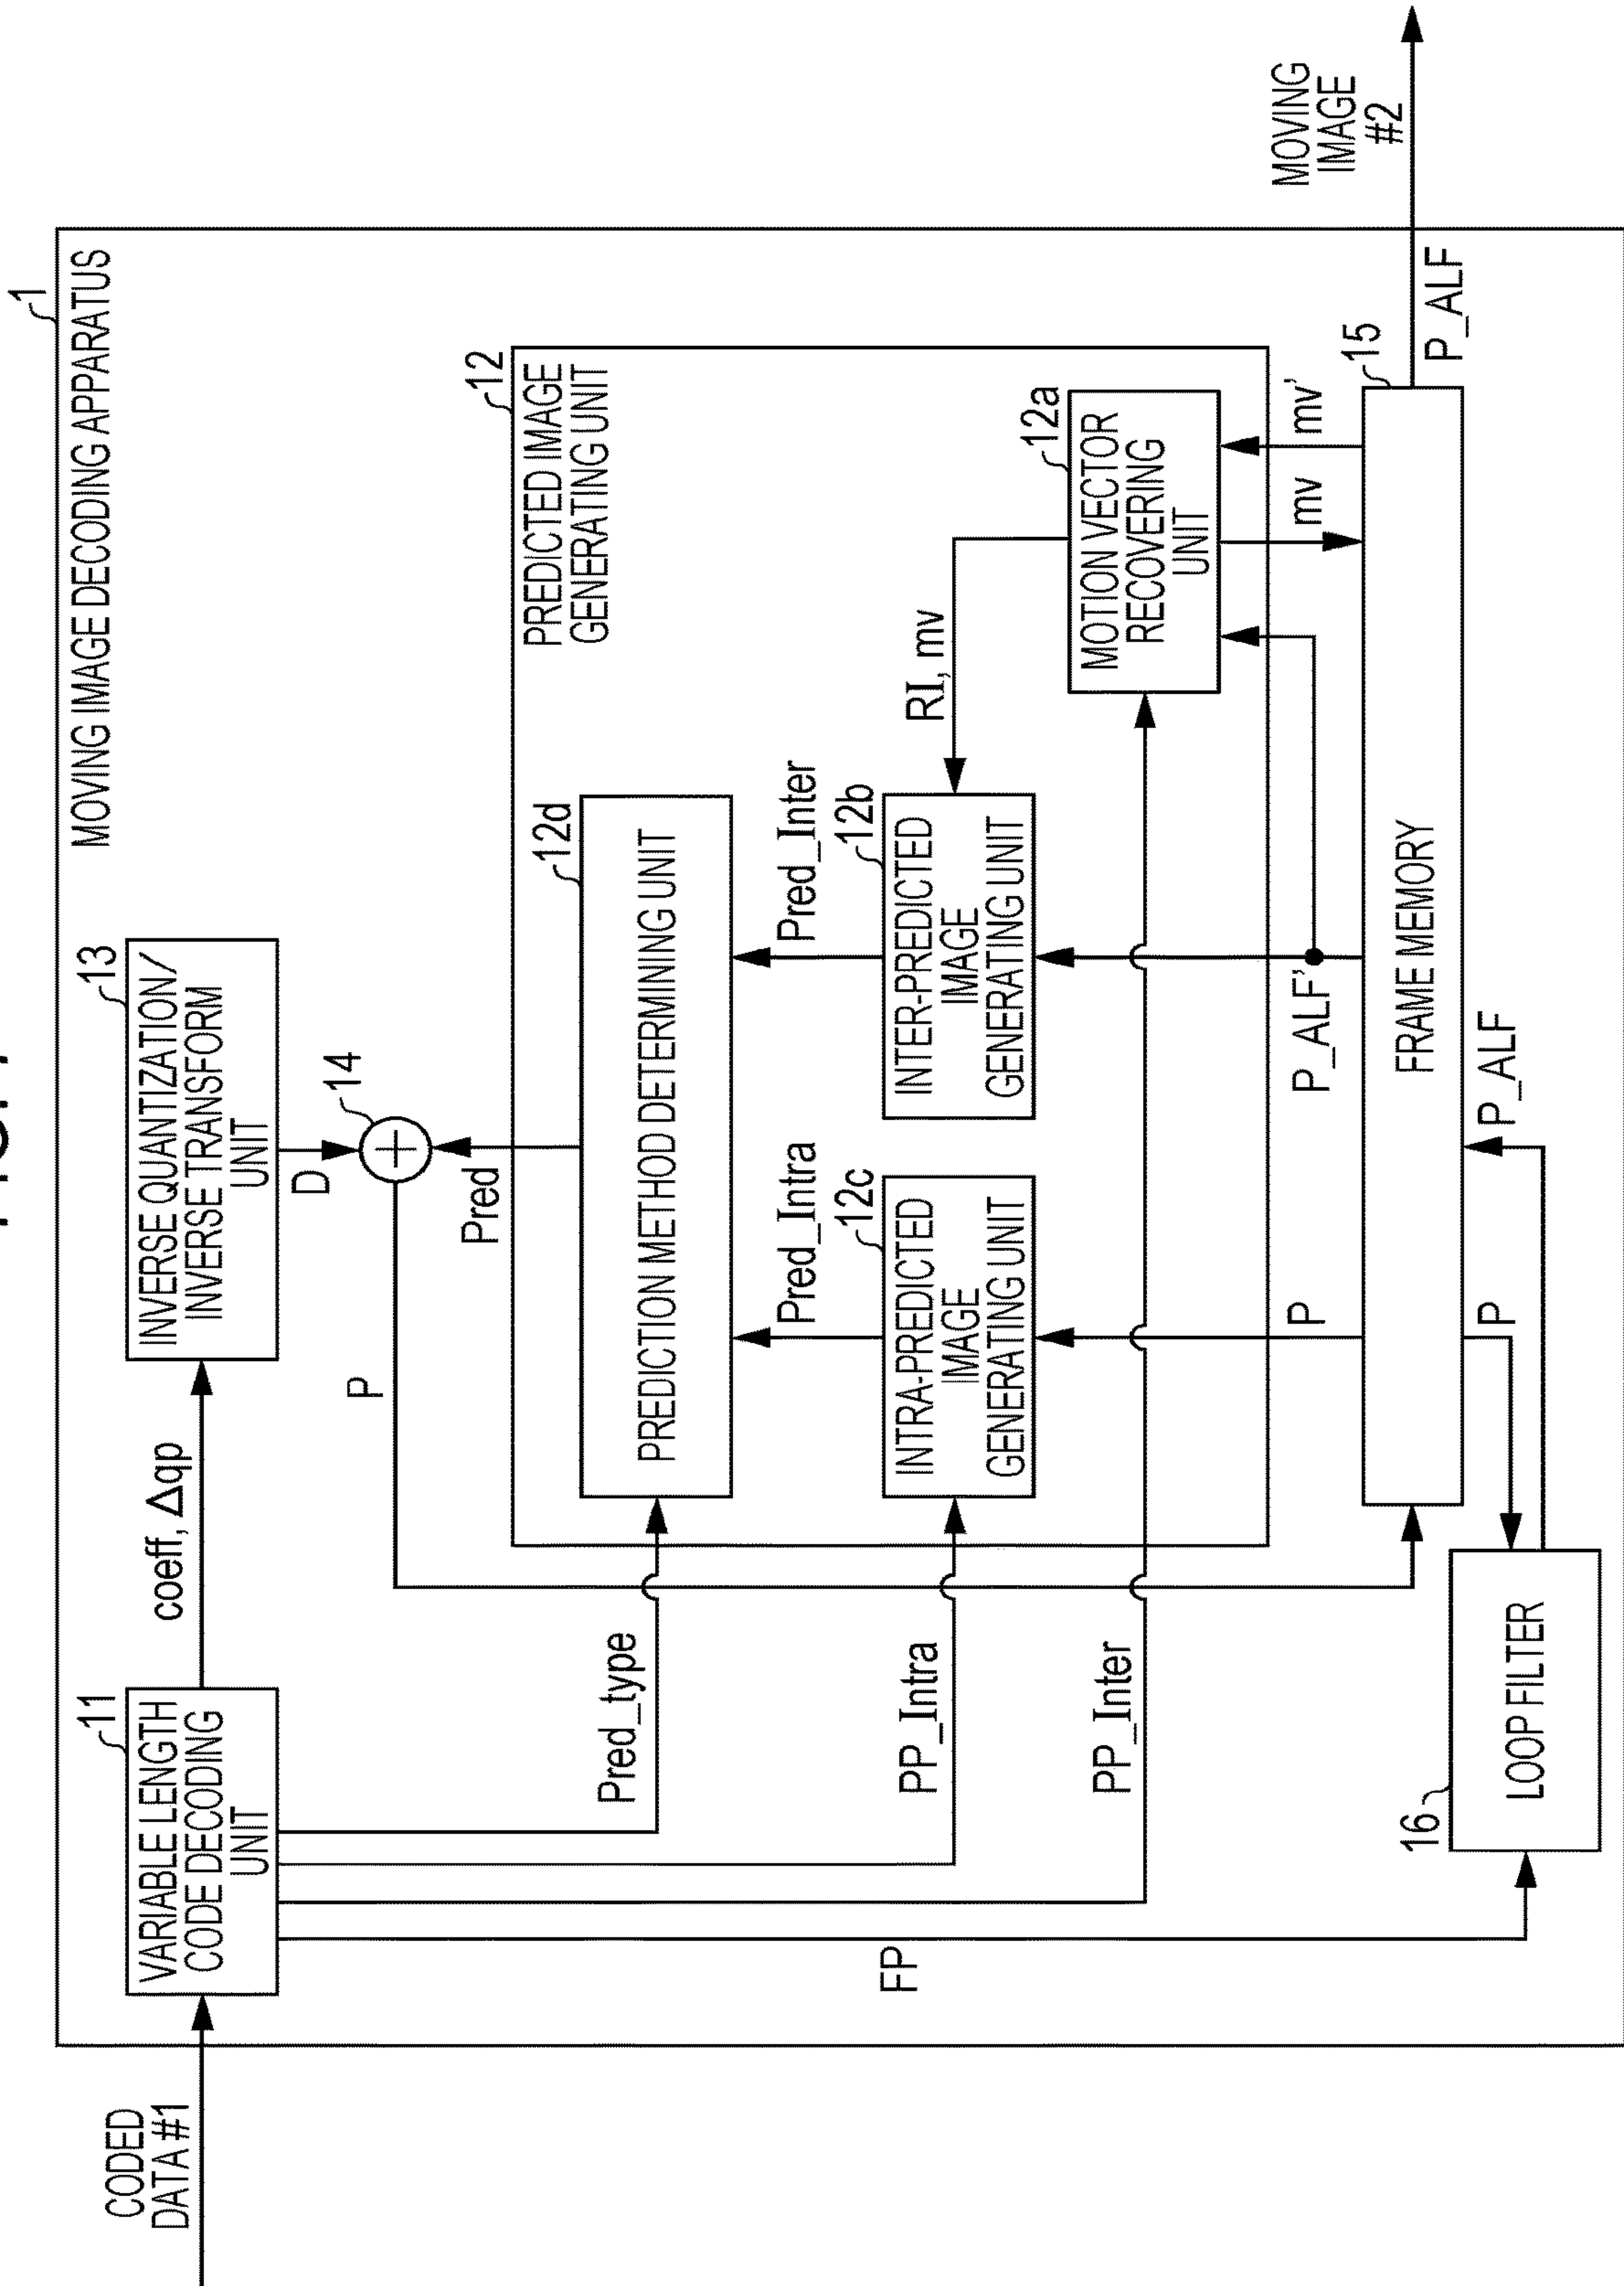 1
MOVING IMAGE DECODING APPARATUS
CODED
DATA #1
11
VARIABLE LENGTH
CODE DECODING
UNIT
coeff, Δqp
13
INVERSE QUANTIZATION/
INVERSE TRANSFORM
UNIT
D
14
+
P
Pred
12
PREDICTED IMAGE
GENERATING UNIT
12d
PREDICTION METHOD DETERMINING UNIT
Pred_type
Pred_Intra
Pred_Inter
RI, mv
12c
INTRA-PREDICTED
IMAGE
GENERATING UNIT
12b
INTER-PREDICTED
IMAGE
GENERATING UNIT
12a
MOTION VECTOR
RECOVERING
UNIT
PP_Intra
PP_Inter
FP
P
P_ALF'
mv
mv'
15
FRAME MEMORY
P
P_ALF
16
LOOP FILTER
P_ALF
MOVING
IMAGE
#2